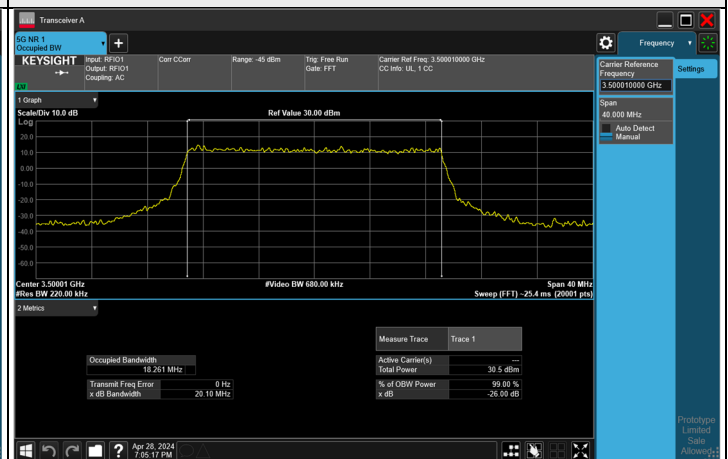 Transceiver A
5G NR 1
Occupied BW
Frequency
KEYSIGHT
LXI
Input: RFIO1
Output: RFIO1
Coupling: AC
Corr CCorr
Range: -45 dBm
Trig: Free Run
Gate: FFT
Carrier Ref Freq: 3.500010000 GHz
CC Info: UL, 1 CC
Carrier Reference
Frequency
3.500010000 GHz
Settings
Span
40.000 MHz
Auto Detect
Manual
1 Graph
Scale/Div 10.0 dB
Ref Value 30.00 dBm
Log
20.0
10.0
0.00
-10.0
-20.0
-30.0
-40.0
-50.0
-60.0
Center 3.50001 GHz
#Video BW 680.00 kHz
Span 40 MHz
#Res BW 220.00 kHz
Sweep (FFT) ~25.4 ms (20001 pts)
2 Metrics
Measure Trace
Trace 1
Occupied Bandwidth
18.261 MHz
Active Carrier(s)
---
Total Power
30.5 dBm
Transmit Freq Error
0 Hz
x dB Bandwidth
20.10 MHz
% of OBW Power
99.00 %
x dB
-26.00 dB
Prototype
Limited
Sale
Allowed
Apr 28, 2024
7:05:17 PM